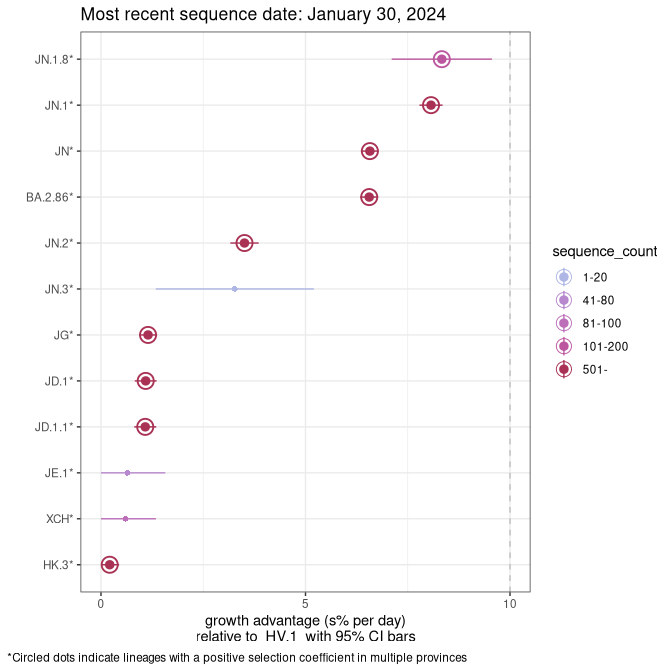 Most recent sequence date: January 30, 2024
JN.1.8*
JN.1*
JN*
BA.2.86*
JN.2*
JN.3*
JG*
JD.1*
JD.1.1*
JE.1*
XCH*
HK.3*
0
5
10
growth advantage (s% per day)
relative to HV.1 with 95% CI bars
sequence_count
1-20
41-80
81-100
101-200
501-
*Circled dots indicate lineages with a positive selection coefficient in multiple provinces